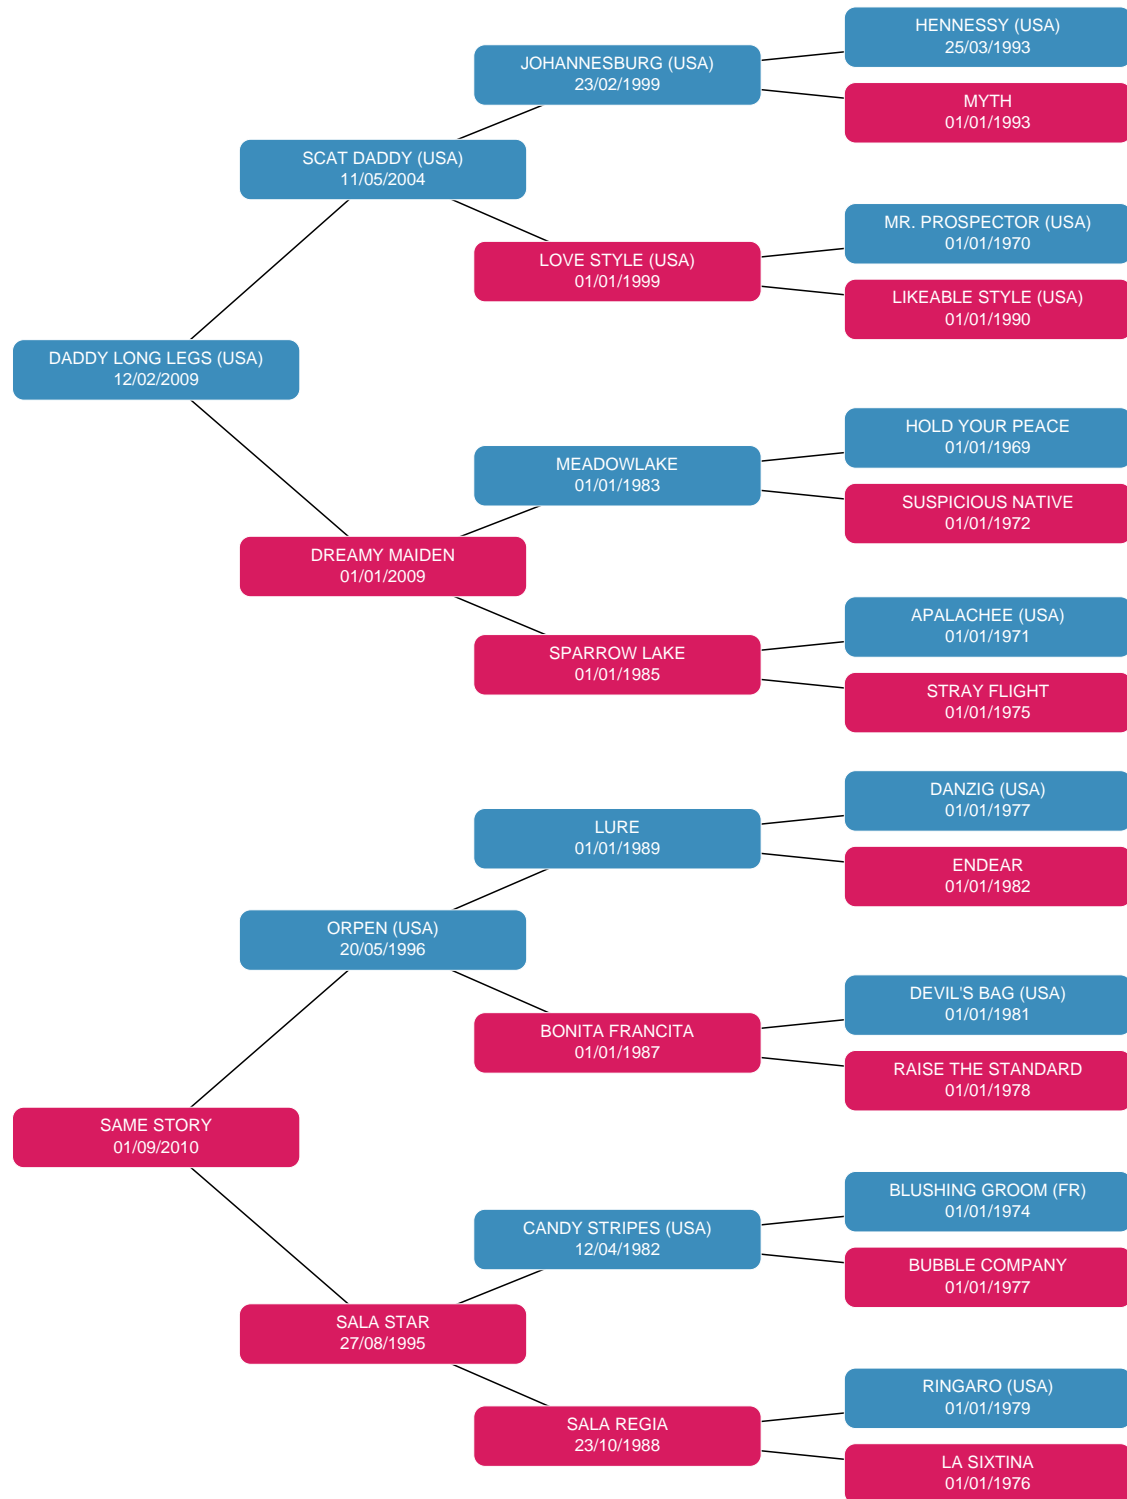 HENNESSY (USA)
25/03/1993
JOHANNESBURG (USA)
23/02/1999
MYTH
01/01/1993
SCAT DADDY (USA)
11/05/2004
MR. PROSPECTOR (USA)
01/01/1970
LOVE STYLE (USA)
01/01/1999
LIKEABLE STYLE (USA)
01/01/1990
DADDY LONG LEGS (USA)
12/02/2009
HOLD YOUR PEACE
01/01/1969
MEADOWLAKE
01/01/1983
SUSPICIOUS NATIVE
01/01/1972
DREAMY MAIDEN
01/01/2009
APALACHEE (USA)
01/01/1971
SPARROW LAKE
01/01/1985
STRAY FLIGHT
01/01/1975
DANZIG (USA)
01/01/1977
LURE
01/01/1989
ENDEAR
01/01/1982
ORPEN (USA)
20/05/1996
DEVIL'S BAG (USA)
01/01/1981
BONITA FRANCITA
01/01/1987
RAISE THE STANDARD
01/01/1978
SAME STORY
01/09/2010
BLUSHING GROOM (FR)
01/01/1974
CANDY STRIPES (USA)
12/04/1982
BUBBLE COMPANY
01/01/1977
SALA STAR
27/08/1995
RINGARO (USA)
01/01/1979
SALA REGIA
23/10/1988
LA SIXTINA
01/01/1976